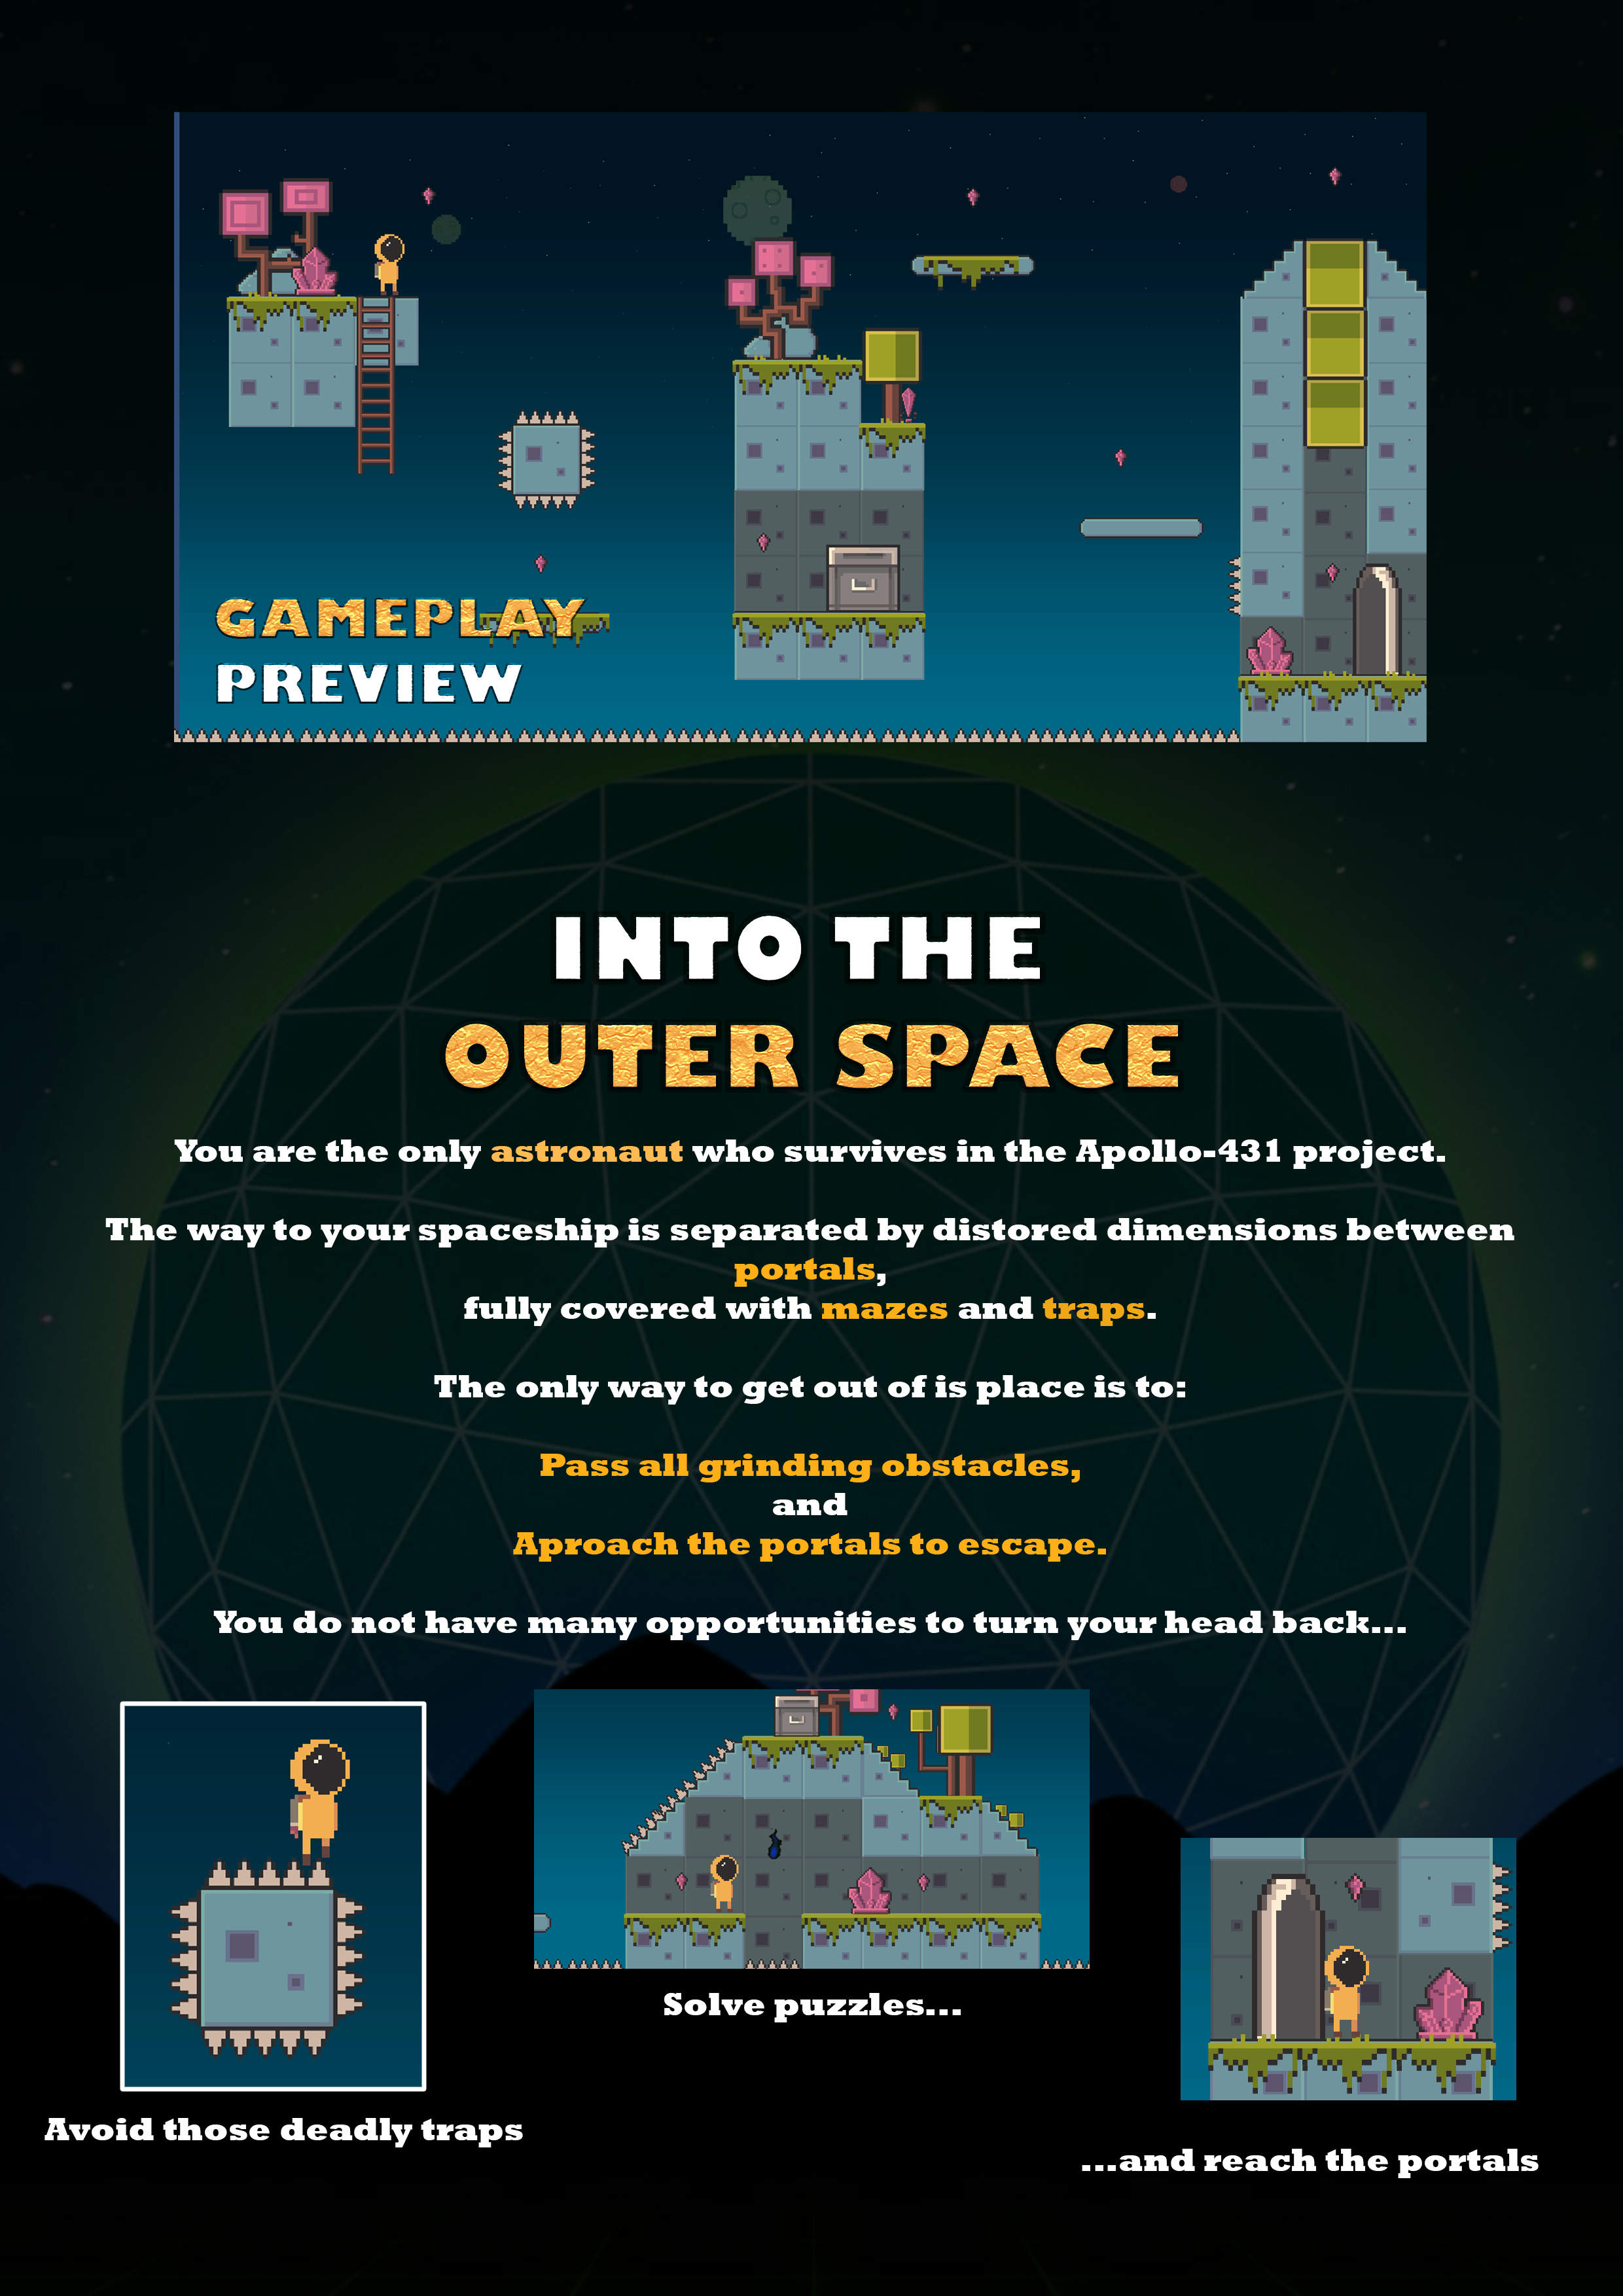 GAMEPLAY
PREVIEW
INTO THE
OUTER SPACE
You are the only astronaut who survives in the Apollo-431 project.
The way to your spaceship is separated by distored dimensions between
portals,
fully covered with mazes and traps.
The only way to get out of is place is to:
Pass all grinding obstacles,
and
Aproach the portals to escape.
You do not have many opportunities to turn your head back...
Solve puzzles...
Avoid those deadly traps
...and reach the portals